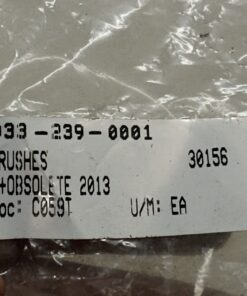 033-239-0001
RUSHES 30156
+OBSOLETE 2013
oc: C059T U/M: EA